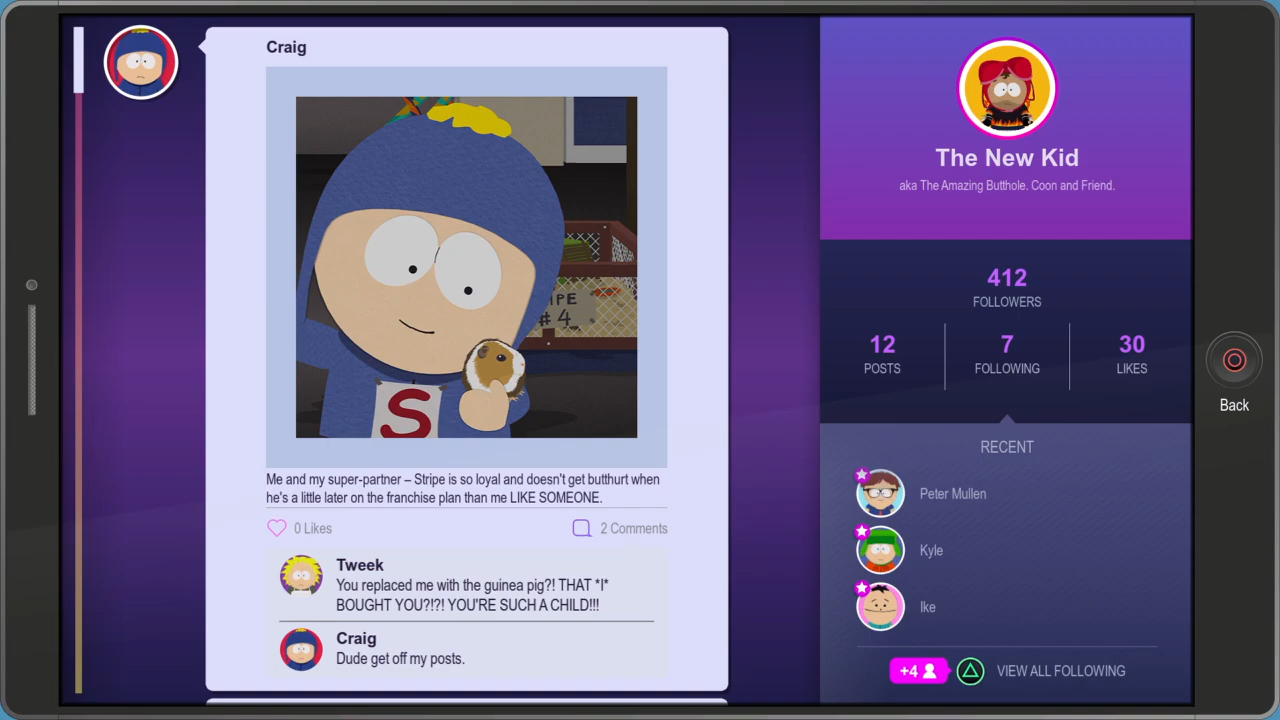 Craig
IPE
#4
S
Me and my super-partner – Stripe is so loyal and doesn't get butthurt when
he's a little later on the franchise plan than me LIKE SOMEONE.
0 Likes
2 Comments
Tweek
You replaced me with the guinea pig?! THAT *I*
BOUGHT YOU?!?! YOU'RE SUCH A CHILD!!!
Craig
Dude get off my posts.
The New Kid
aka The Amazing Butthole. Coon and Friend.
412
FOLLOWERS
12
POSTS
7
FOLLOWING
30
LIKES
RECENT
Peter Mullen
Kyle
Ike
+4
VIEW ALL FOLLOWING
Back